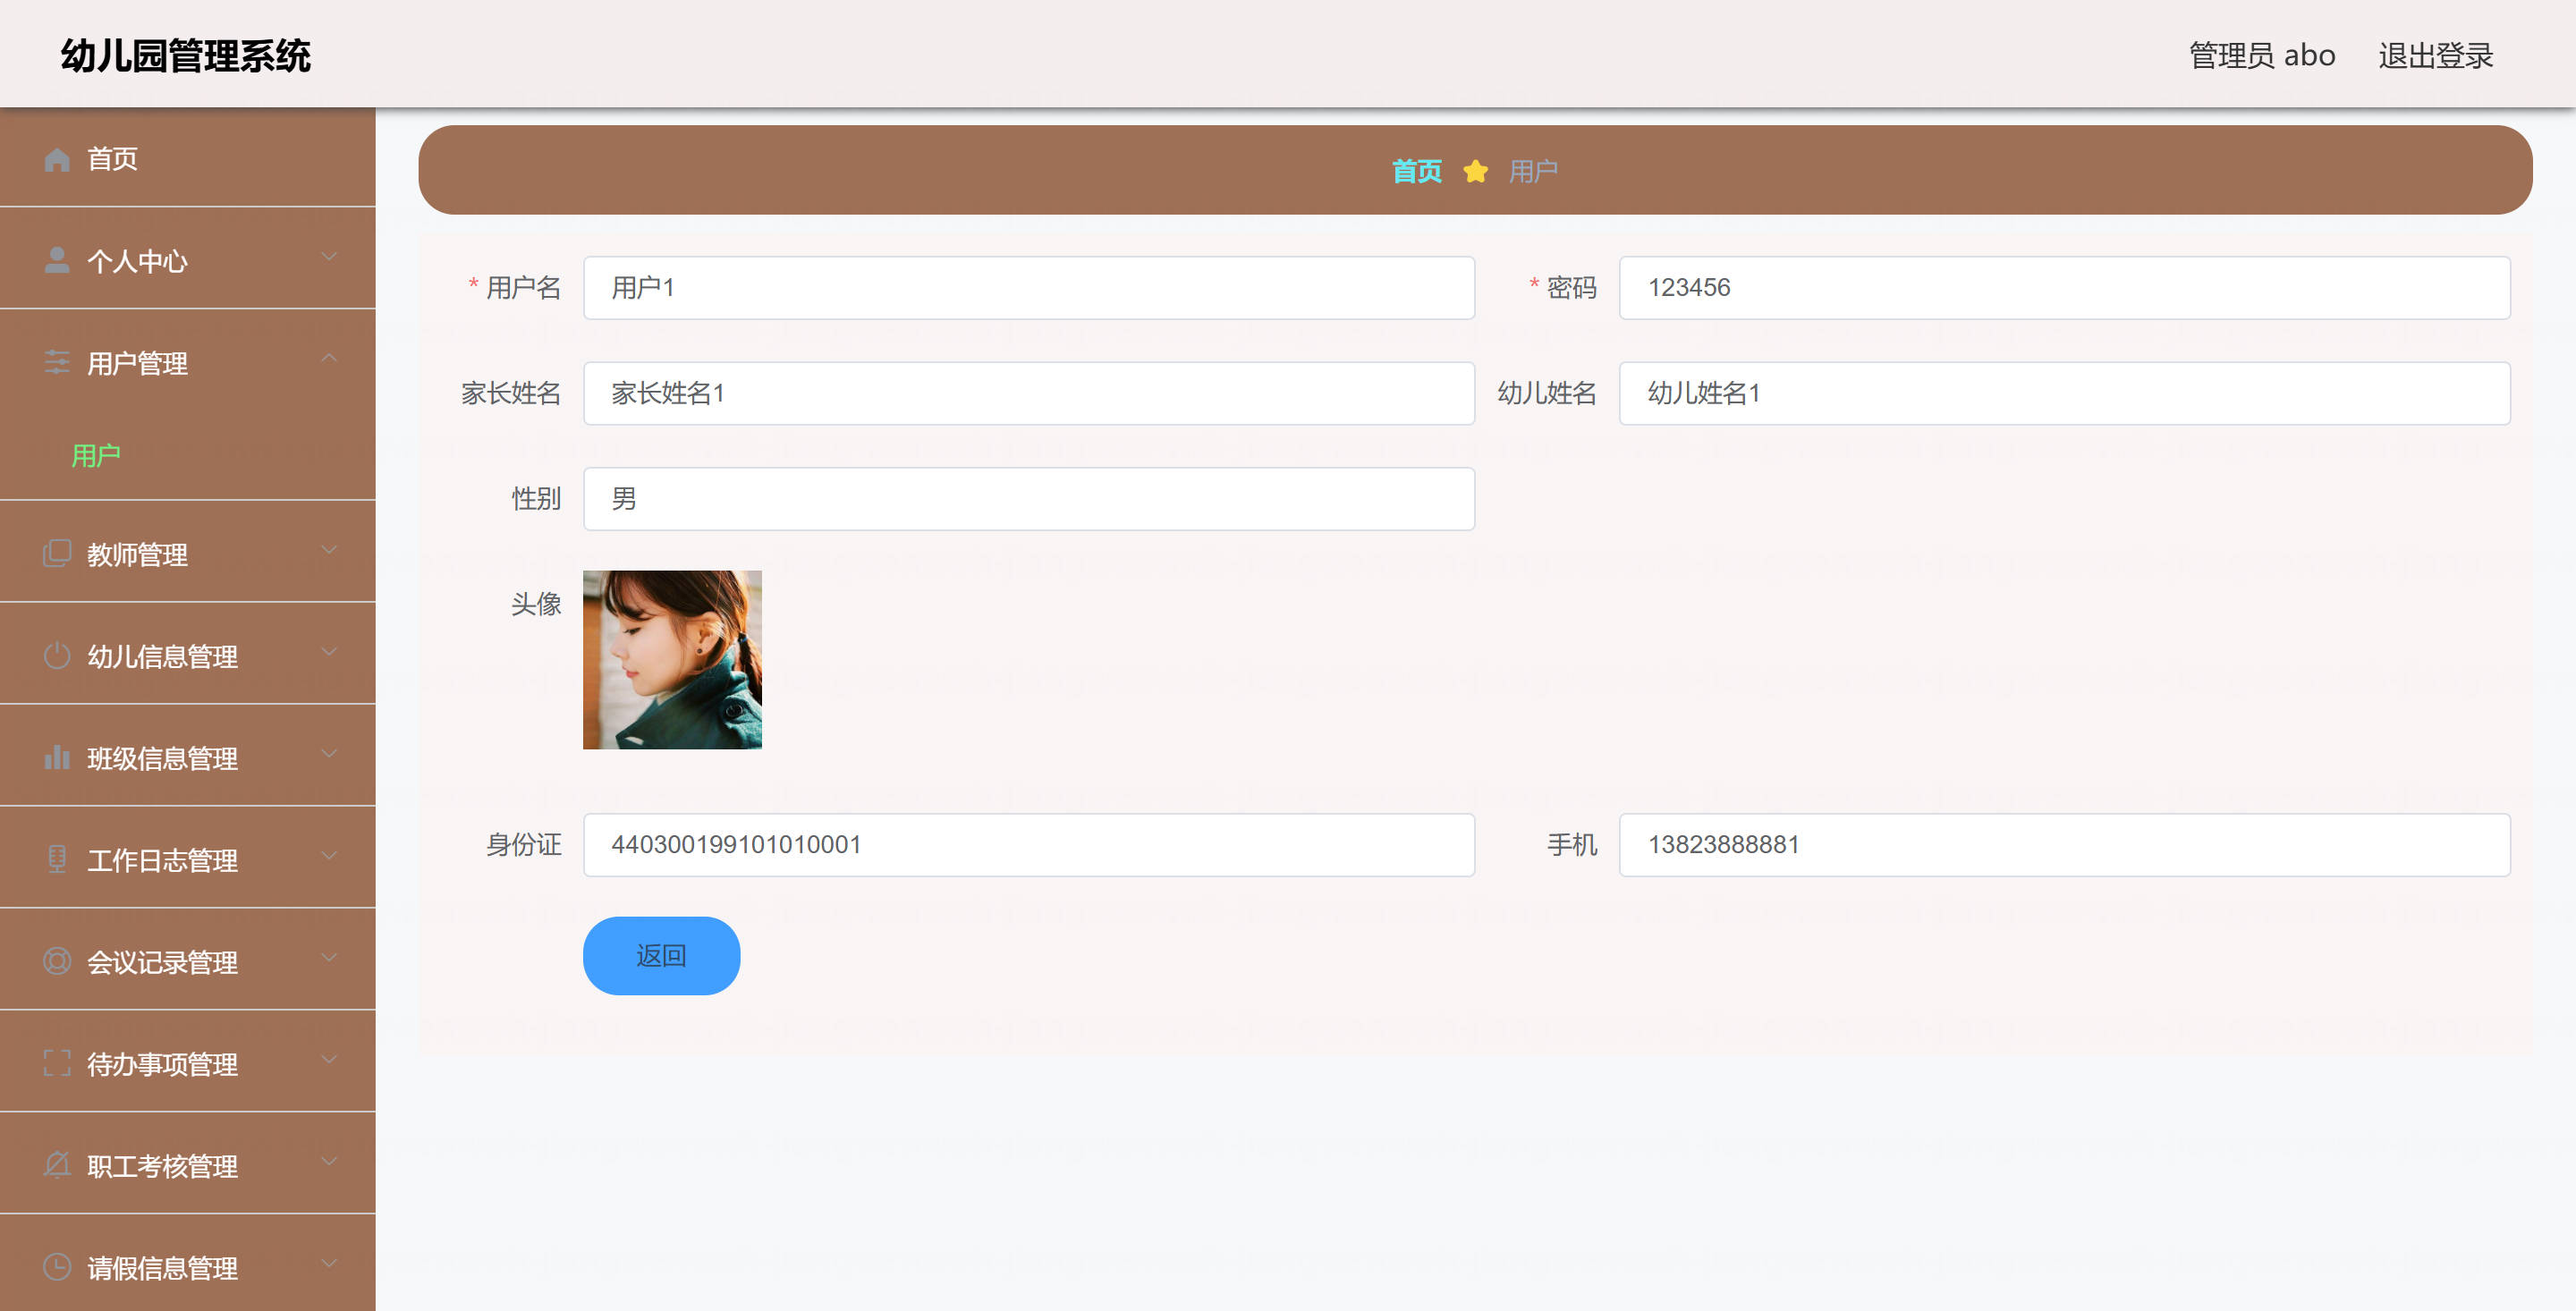 幼儿园管理系统
管理员 abo
退出登录
首页
个人中心
用户管理
用户
教师管理
幼儿信息管理
班级信息管理
工作日志管理
会议记录管理
待办事项管理
职工考核管理
请假信息管理
首页 用户
* 用户名 用户1
* 密码 123456
家长姓名 家长姓名1
幼儿姓名 幼儿姓名1
性别 男
头像
身份证 440300199101010001
手机 13823888881
返回